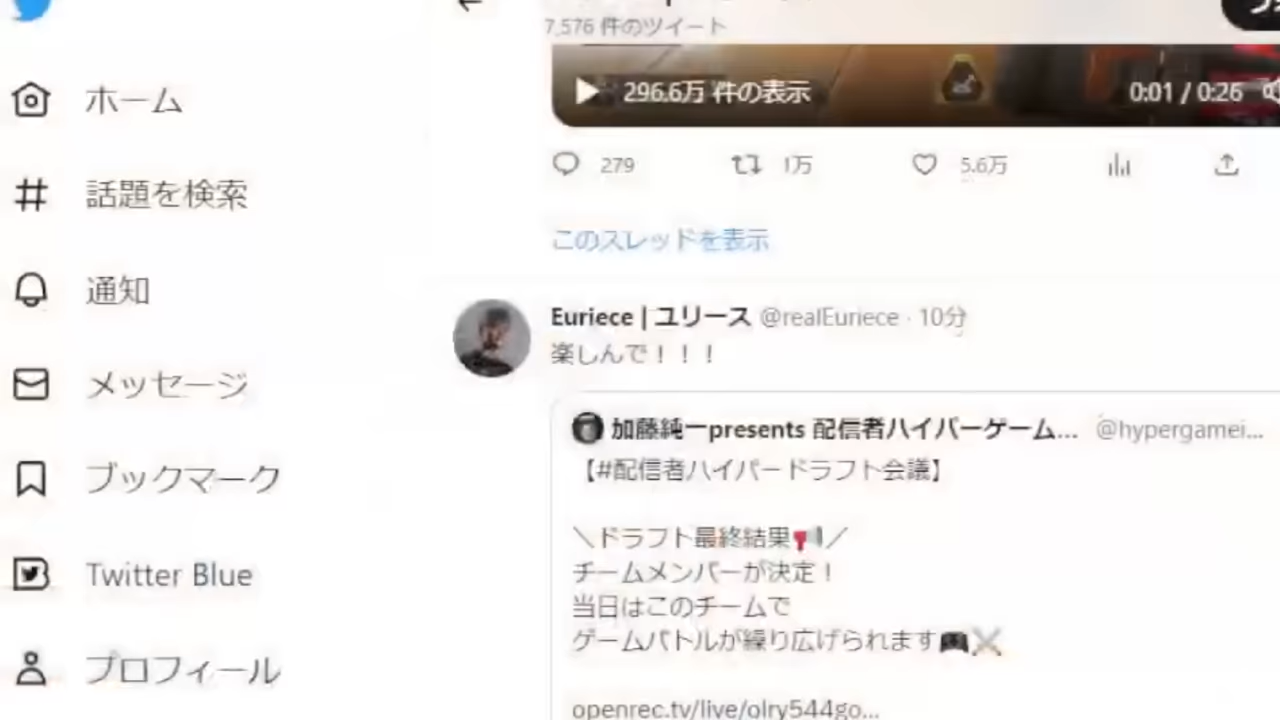 7,576 件のツイート
296.6万 件の表示
0:01 / 0:26
279
1万
5.6万
このスレッドを表示
ホーム
話題を検索
通知
メッセージ
ブックマーク
Twitter Blue
プロフィール
Euriece | ユリース @realEuriece · 10分
楽しんで！！！
加藤純一presents 配信者ハイパーゲーム... @hypergamei...
【#配信者ハイパードラフト会議】
＼ドラフト最終結果📢／
チームメンバーが決定！
当日はこのチームで
ゲームバトルが繰り広げられます🎮⚔
openrec.tv/live/olry544go...